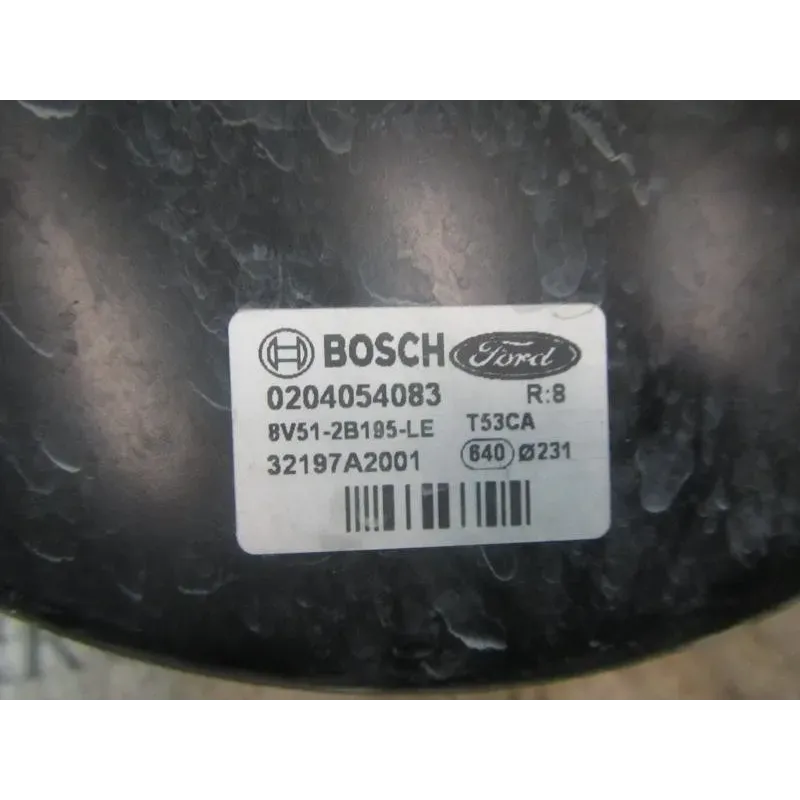 BOSCH Ford
0204054083 R:8
8V51-2B195-LE T53CA
32197A2001 640 Ø231